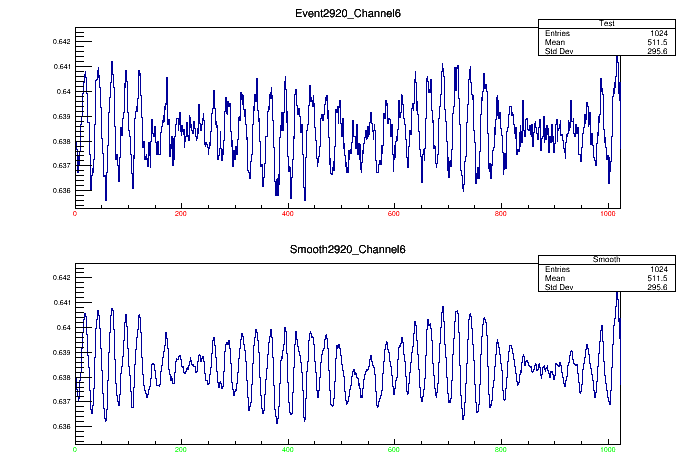 Event2920_Channel6
Test
Entries 1024
Mean 511.5
Std Dev 295.6
0.642
0.641
0.64
0.639
0.638
0.637
0.636
0 200 400 600 800 1000
Smooth2920_Channel6
Smooth
Entries 1024
Mean 511.5
Std Dev 295.6
0.642
0.641
0.64
0.639
0.638
0.637
0.636
0 200 400 600 800 1000